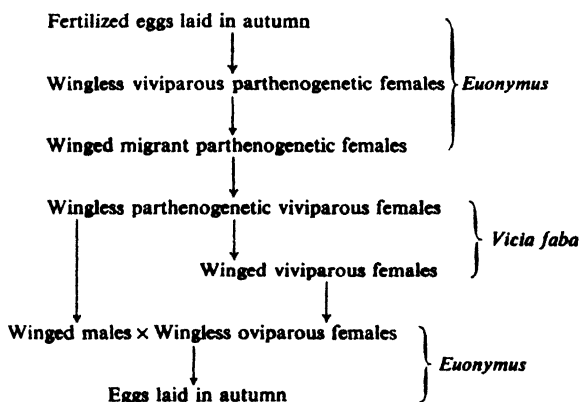 Fertilized eggs laid in autumn
Wingless viviparous parthenogenetic females
Euonymus
Winged migrant parthenogenetic females
Wingless parthenogenetic viviparous females
Vicia faba
Winged viviparous females
Winged males × Wingless oviparous females
Euonymus
Eggs laid in autumn